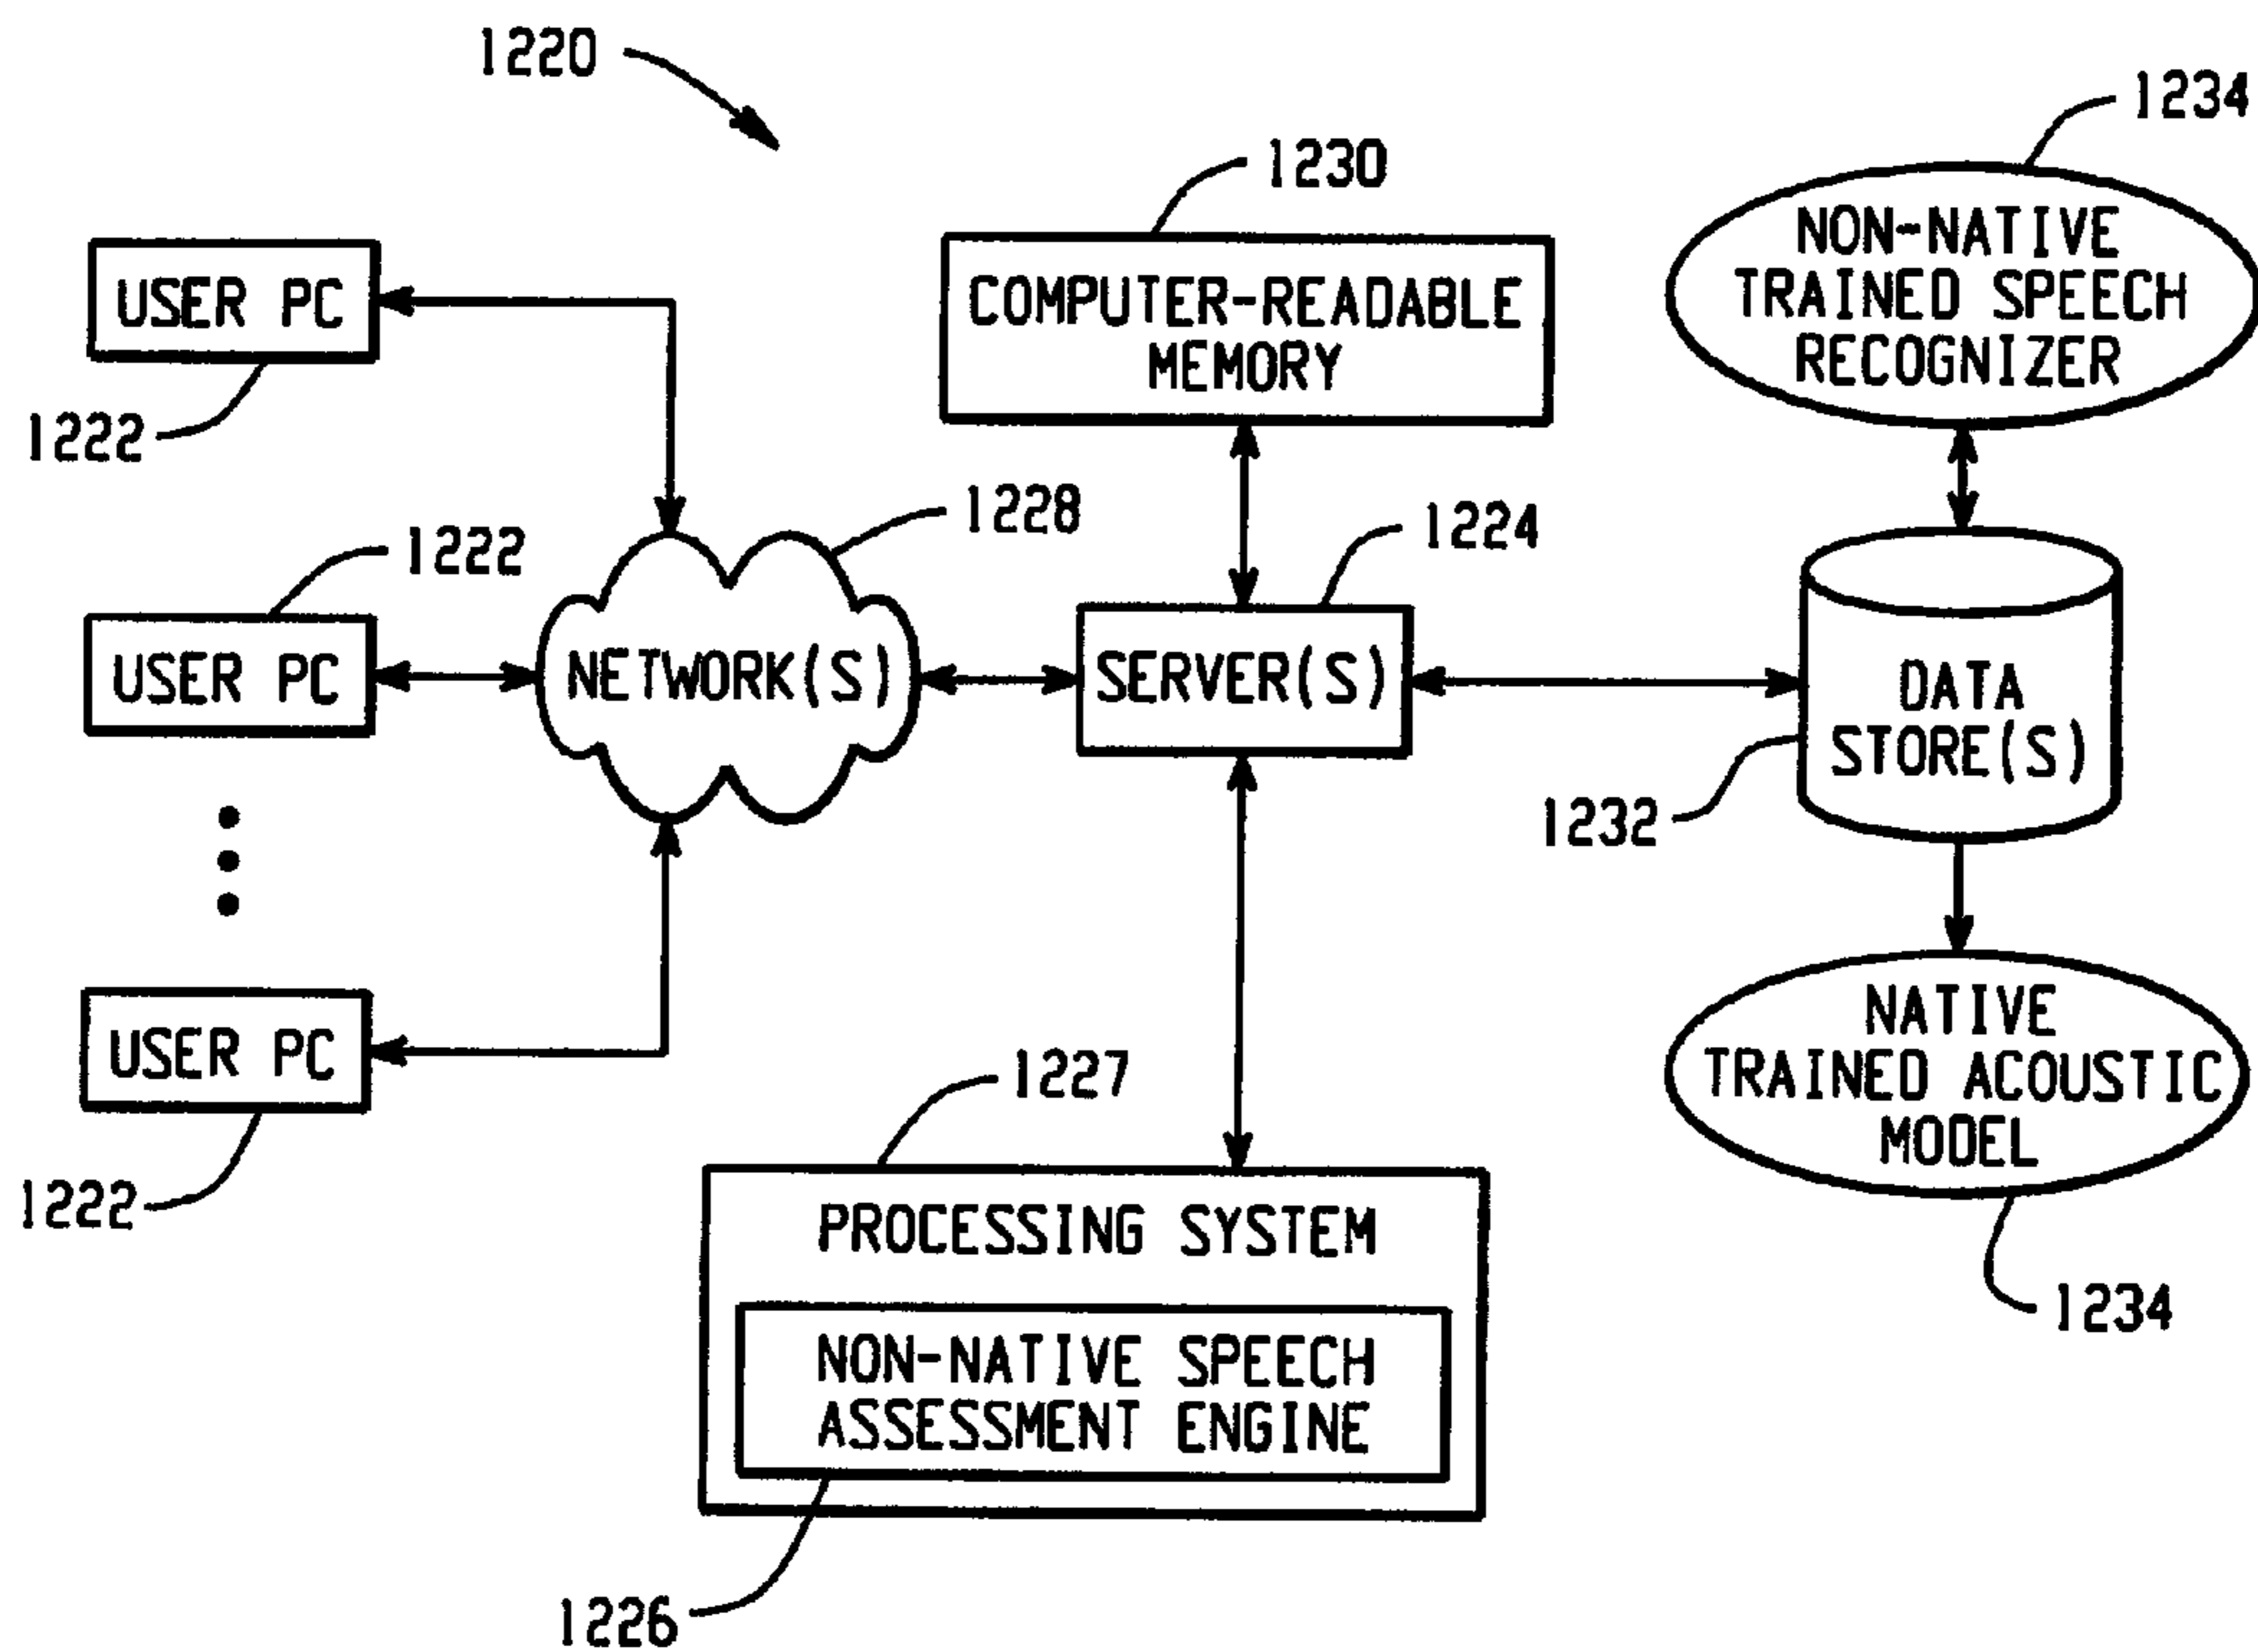 1220
1234
1230
NON-NATIVE
TRAINED SPEECH
RECOGNIZER
USER PC
COMPUTER-READABLE
MEMORY
1222
1228
1224
1222
USER PC
NETWORK(S)
SERVER(S)
DATA
STORE(S)
1232
USER PC
NATIVE
TRAINED ACOUSTIC
MODEL
1227
1222
PROCESSING SYSTEM
1234
NON-NATIVE SPEECH
ASSESSMENT ENGINE
1226